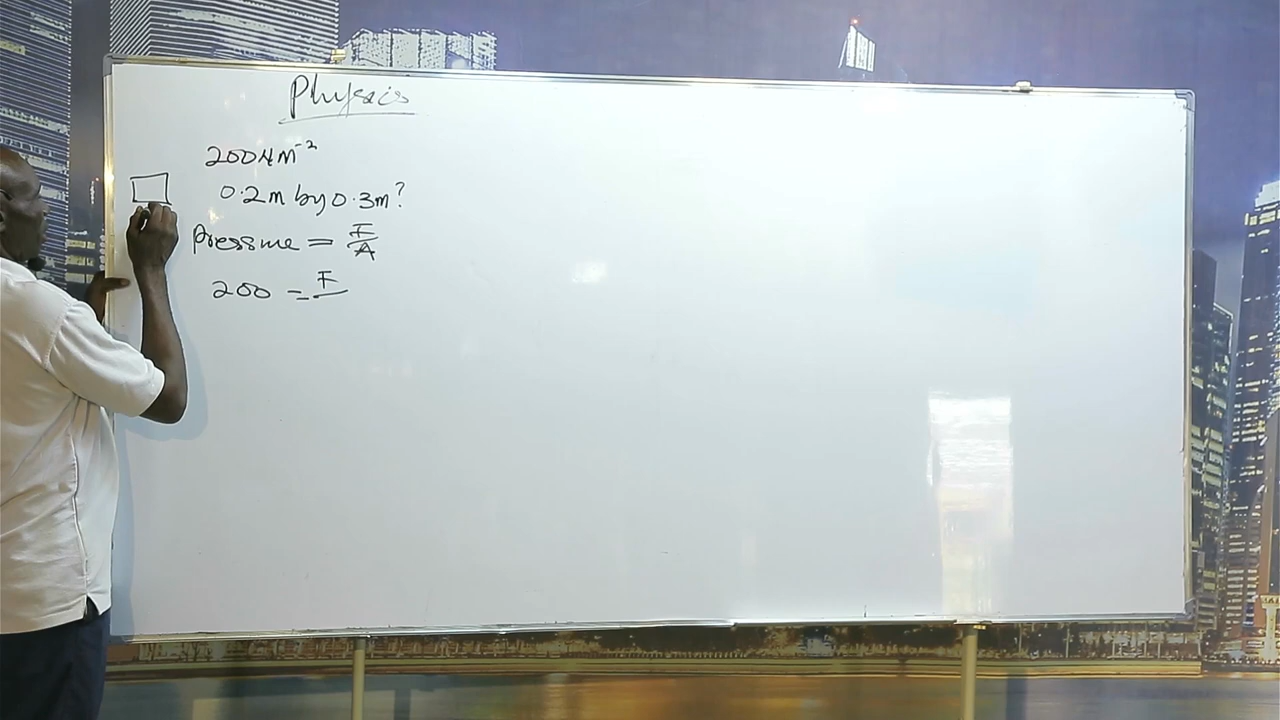 Physics
200Nm⁻²
0.2m by 0.3m?
Pressure = F/A
200 = F/